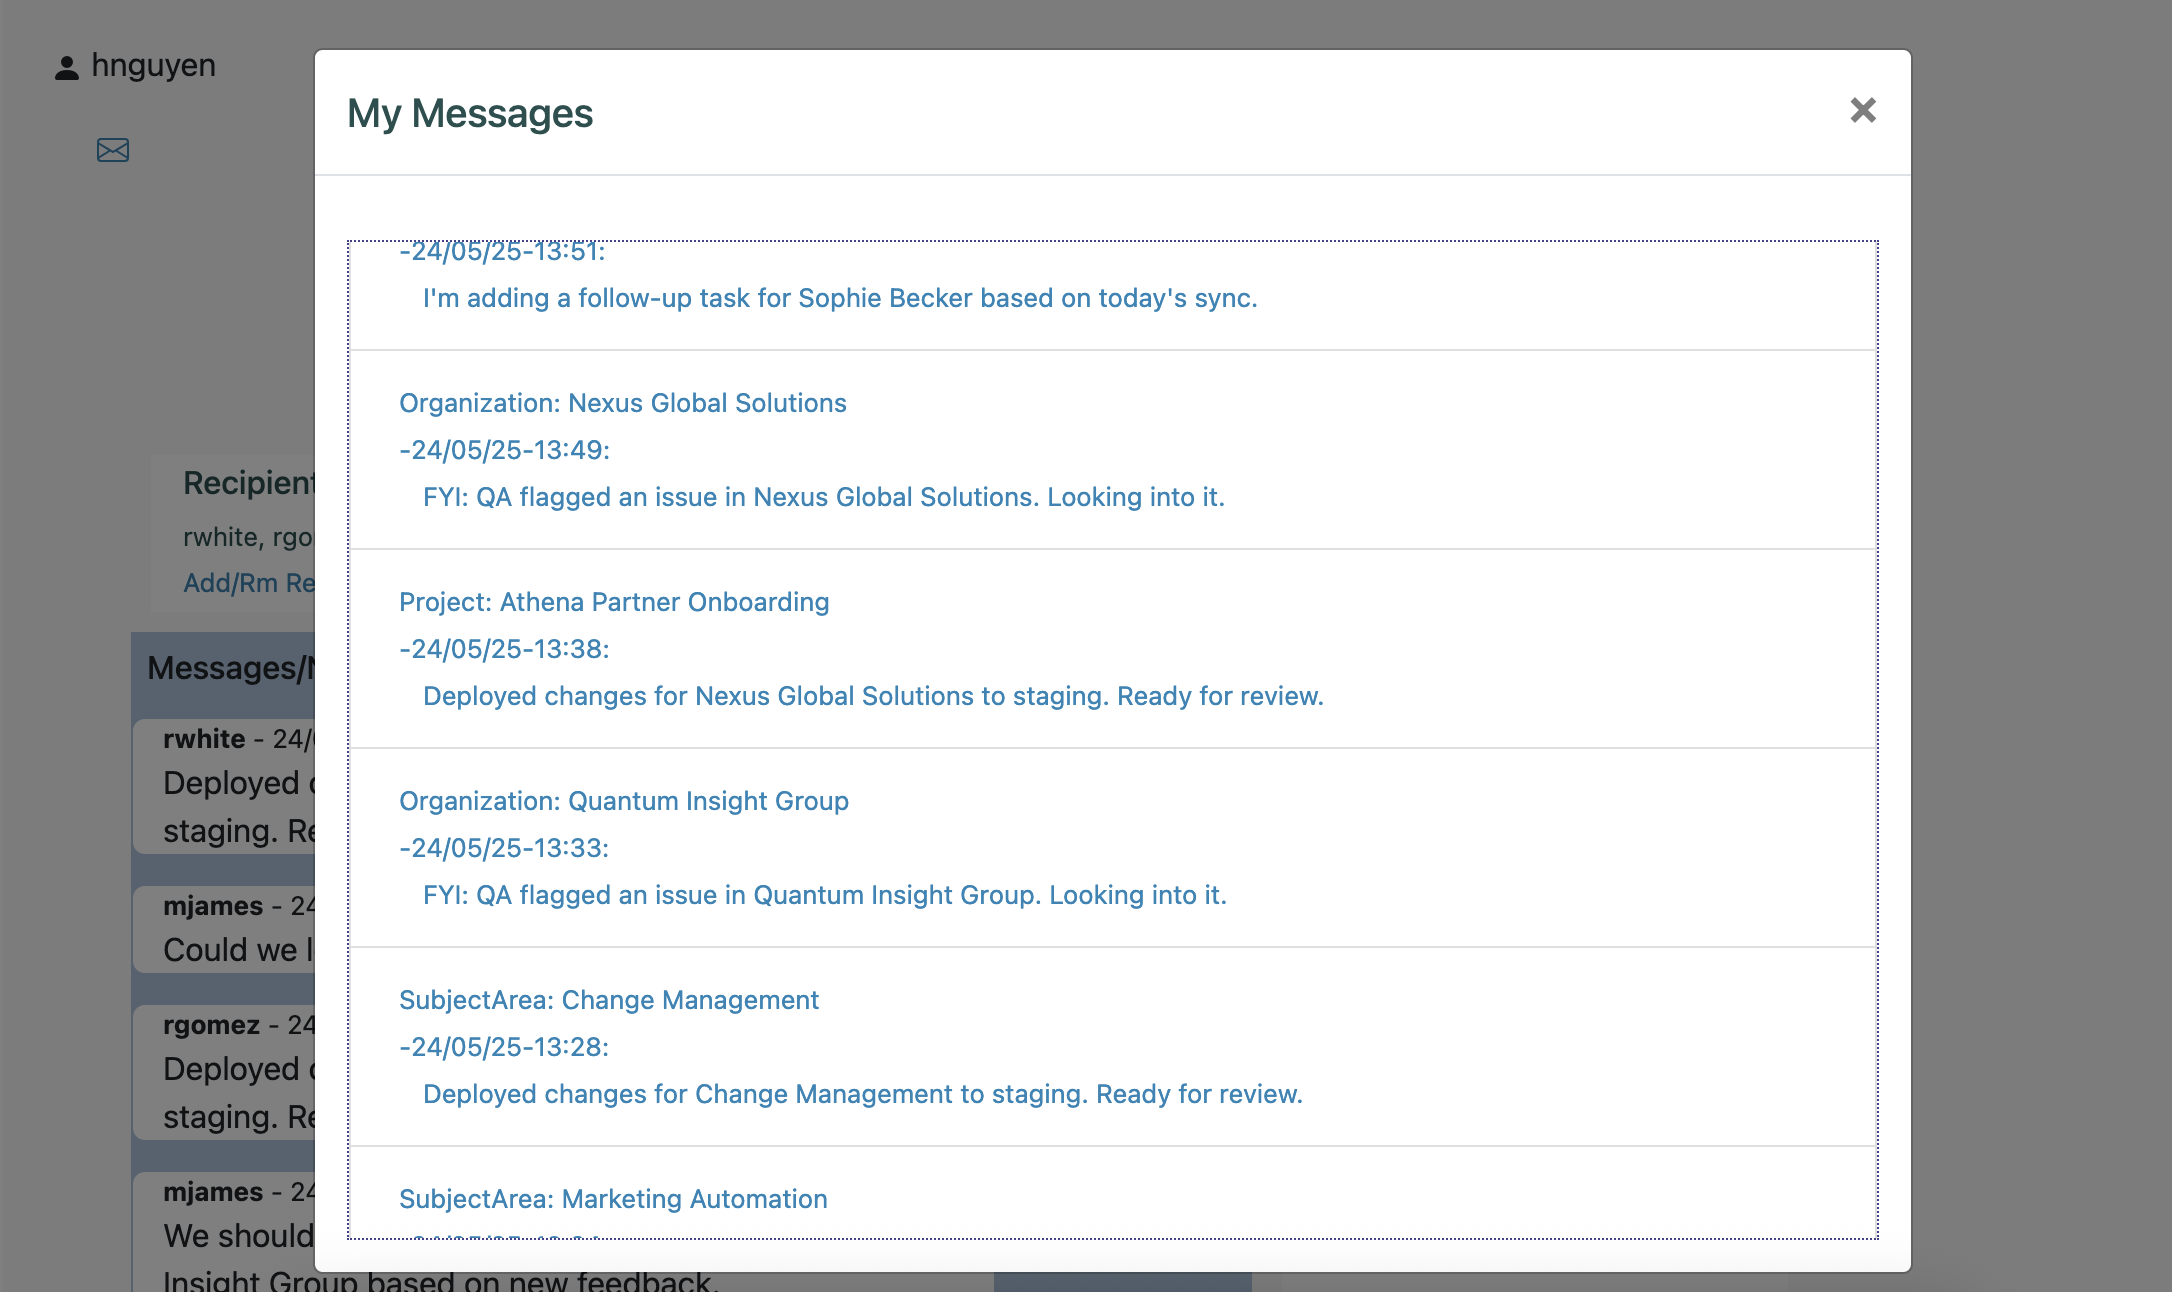 hnguyen
My Messages
-24/05/25-13:51:
I'm adding a follow-up task for Sophie Becker based on today's sync.
Organization: Nexus Global Solutions
-24/05/25-13:49:
FYI: QA flagged an issue in Nexus Global Solutions. Looking into it.
Project: Athena Partner Onboarding
-24/05/25-13:38:
Deployed changes for Nexus Global Solutions to staging. Ready for review.
Organization: Quantum Insight Group
-24/05/25-13:33:
FYI: QA flagged an issue in Quantum Insight Group. Looking into it.
SubjectArea: Change Management
-24/05/25-13:28:
Deployed changes for Change Management to staging. Ready for review.
SubjectArea: Marketing Automation
Recipient
rwhite, rgo
Add/Rm Re
Messages/
rwhite - 24/
Deployed
staging. Re
mjames - 24
Could we
rgomez - 24
Deployed
staging. Re
mjames - 24
We should
Insight Group based on new feedback.